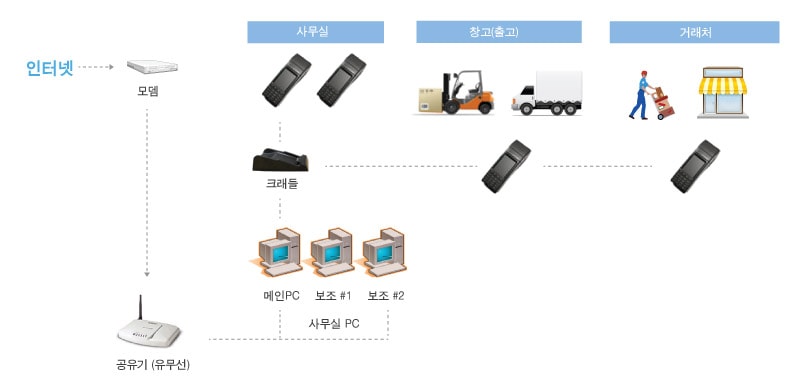 사무실
창고(출고)
거래처
인터넷
모뎀
크래들
메인PC
보조 #1
보조 #2
사무실 PC
공유기 (유무선)